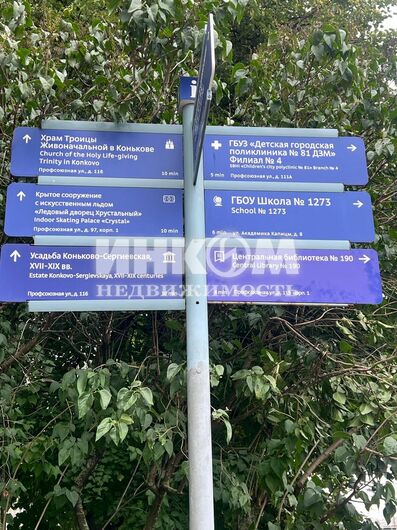 i
Храм Троицы
Живоначальной в Конькове
Church of the Holy Life-giving
Trinity in Konkovo
Профсоюзная ул., д. 116
10 min
Крытое сооружение
с искусственным льдом
«Ледовый дворец Хрустальный»
Indoor Skating Palace «Crystal»
Профсоюзная ул., д. 97, корп. 1
10 min
Усадьба Коньково-Сергиевская,
XVII-XIX вв.
Estate Konkovo-Sergievskaya, XVII-XIX centuries
Профсоюзная ул., д. 116
10 min
ГБУЗ «Детская городская
поликлиника № 81 ДЗМ»
Филиал № 4
Профсоюзная ул., д. 111А
ГБОУ Школа № 1273
School № 1273
6 min
ул. Академика Капицы, д. 8
Центральная библиотека № 190
Central Library № 190
ИНКОМ
НЕДВИЖИМОСТЬ